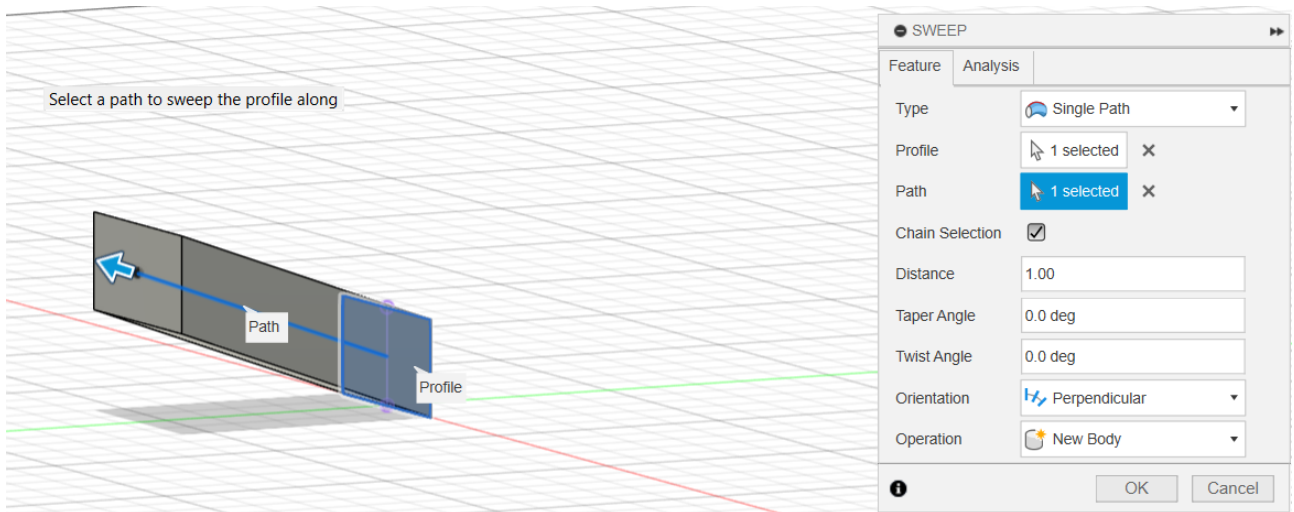 Select a path to sweep the profile along
Path
Profile
SWEEP
Feature Analysis
Type Single Path
Profile 1 selected
Path 1 selected
Chain Selection
Distance 1.00
Taper Angle 0.0 deg
Twist Angle 0.0 deg
Orientation Perpendicular
Operation New Body
OK Cancel